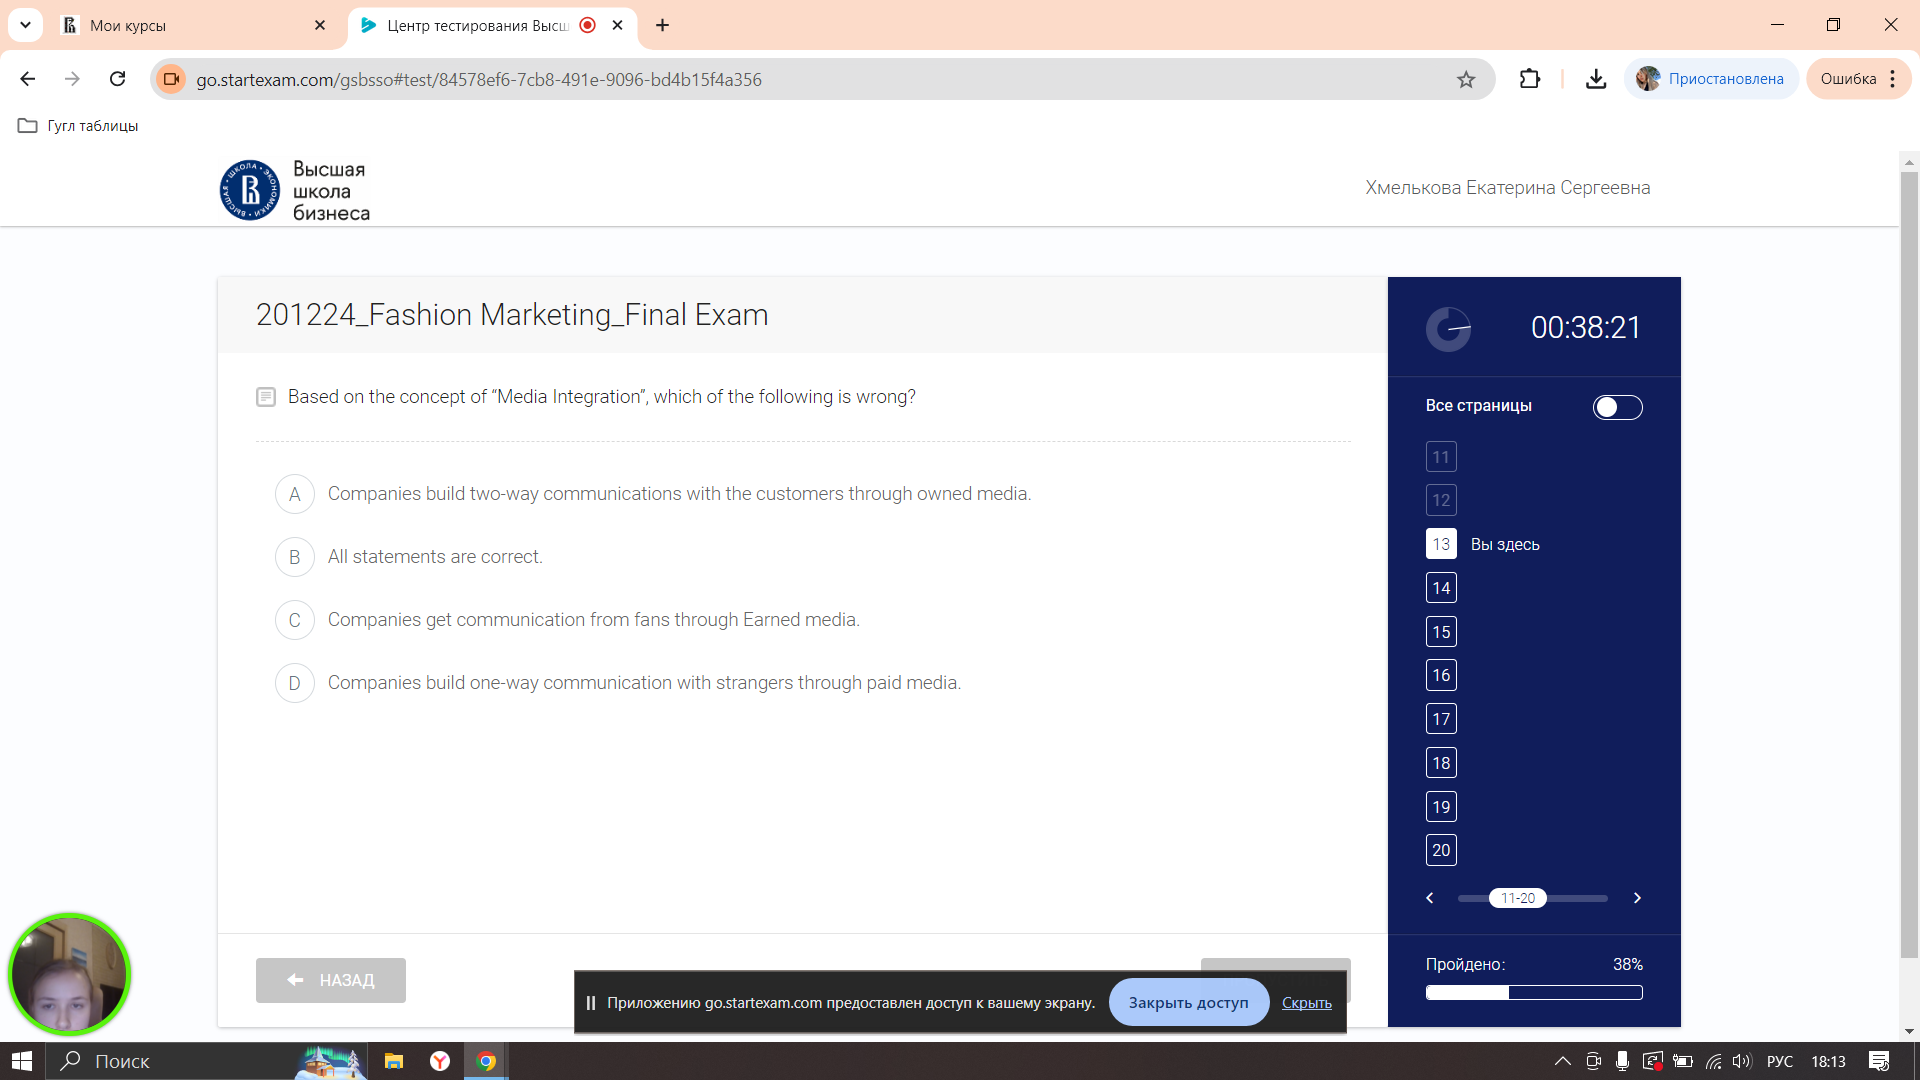 Мои курсы
Центр тестирования Высш
go.startexam.com/gsbsso#test/84578ef6-7cb8-491e-9096-bd4b15f4a356
Приостановлена
Ошибка
Гугл таблицы
Высшая
школа
бизнеса
Хмелькова Екатерина Сергеевна
201224_Fashion Marketing_Final Exam
00:38:21
Based on the concept of “Media Integration”, which of the following is wrong?
Все страницы
A Companies build two-way communications with the customers through owned media.
B All statements are correct.
C Companies get communication from fans through Earned media.
D Companies build one-way communication with strangers through paid media.
11
12
13 Вы здесь
14
15
16
17
18
19
20
11-20
Пройдено: 38%
НАЗАД
Приложению go.startexam.com предоставлен доступ к вашему экрану.
Закрыть доступ
Скрыть
Поиск
РУС
18:13